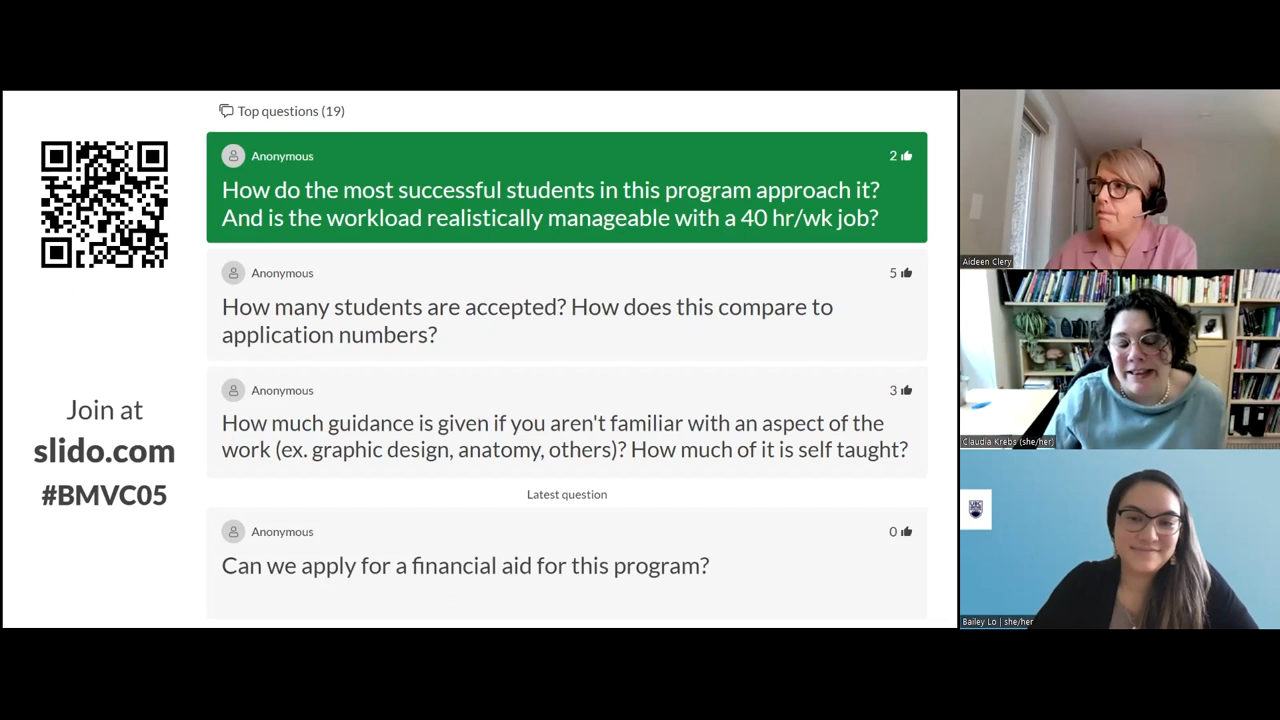 Top questions (19)
Anonymous
2
How do the most successful students in this program approach it?
And is the workload realistically manageable with a 40 hr/wk job?
Anonymous
5
How many students are accepted? How does this compare to
application numbers?
Anonymous
3
How much guidance is given if you aren't familiar with an aspect of the
work (ex. graphic design, anatomy, others)? How much of it is self taught?
Latest question
Anonymous
0
Can we apply for a financial aid for this program?
Join at
slido.com
#BMVC05
Aideen Clery
Claudia Krebs (she/her)
UBC
Bailey Lo | she/her